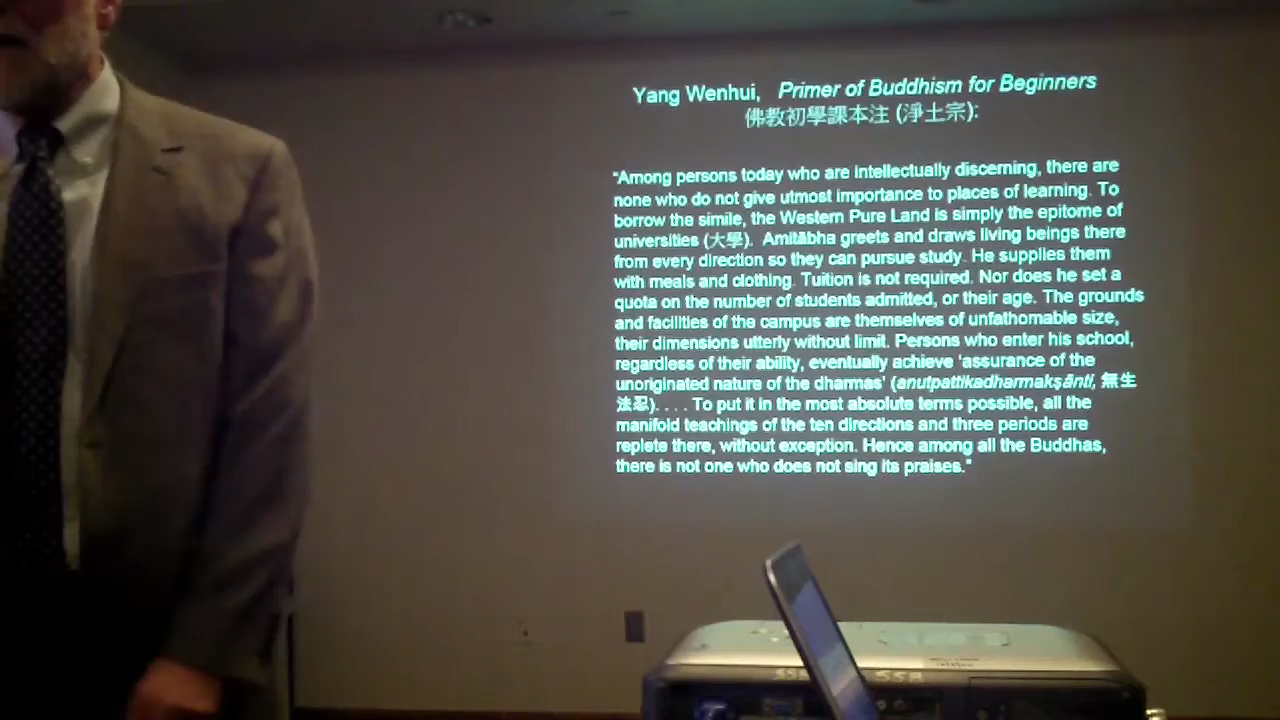 Yang Wenhui, Primer of Buddhism for Beginners
佛教初學課本注 (淨土宗):
"Among persons today who are intellectually discerning, there are
none who do not give utmost importance to places of learning. To
borrow the simile, the Western Pure Land is simply the epitome of
universities (大學). Amitābha greets and draws living beings there
from every direction so they can pursue study. He supplies them
with meals and clothing. Tuition is not required. Nor does he set a
quota on the number of students admitted, or their age. The grounds
and facilities of the campus are themselves of unfathomable size,
their dimensions utterly without limit. Persons who enter his school,
regardless of their ability, eventually achieve 'assurance of the
unoriginated nature of the dharmas' (anutpattikadharmakṣānti, 無生
法忍). . . . To put it in the most absolute terms possible, all the
manifold teachings of the ten directions and three periods are
replete there, without exception. Hence among all the Buddhas,
there is not one who does not sing its praises."
SSB